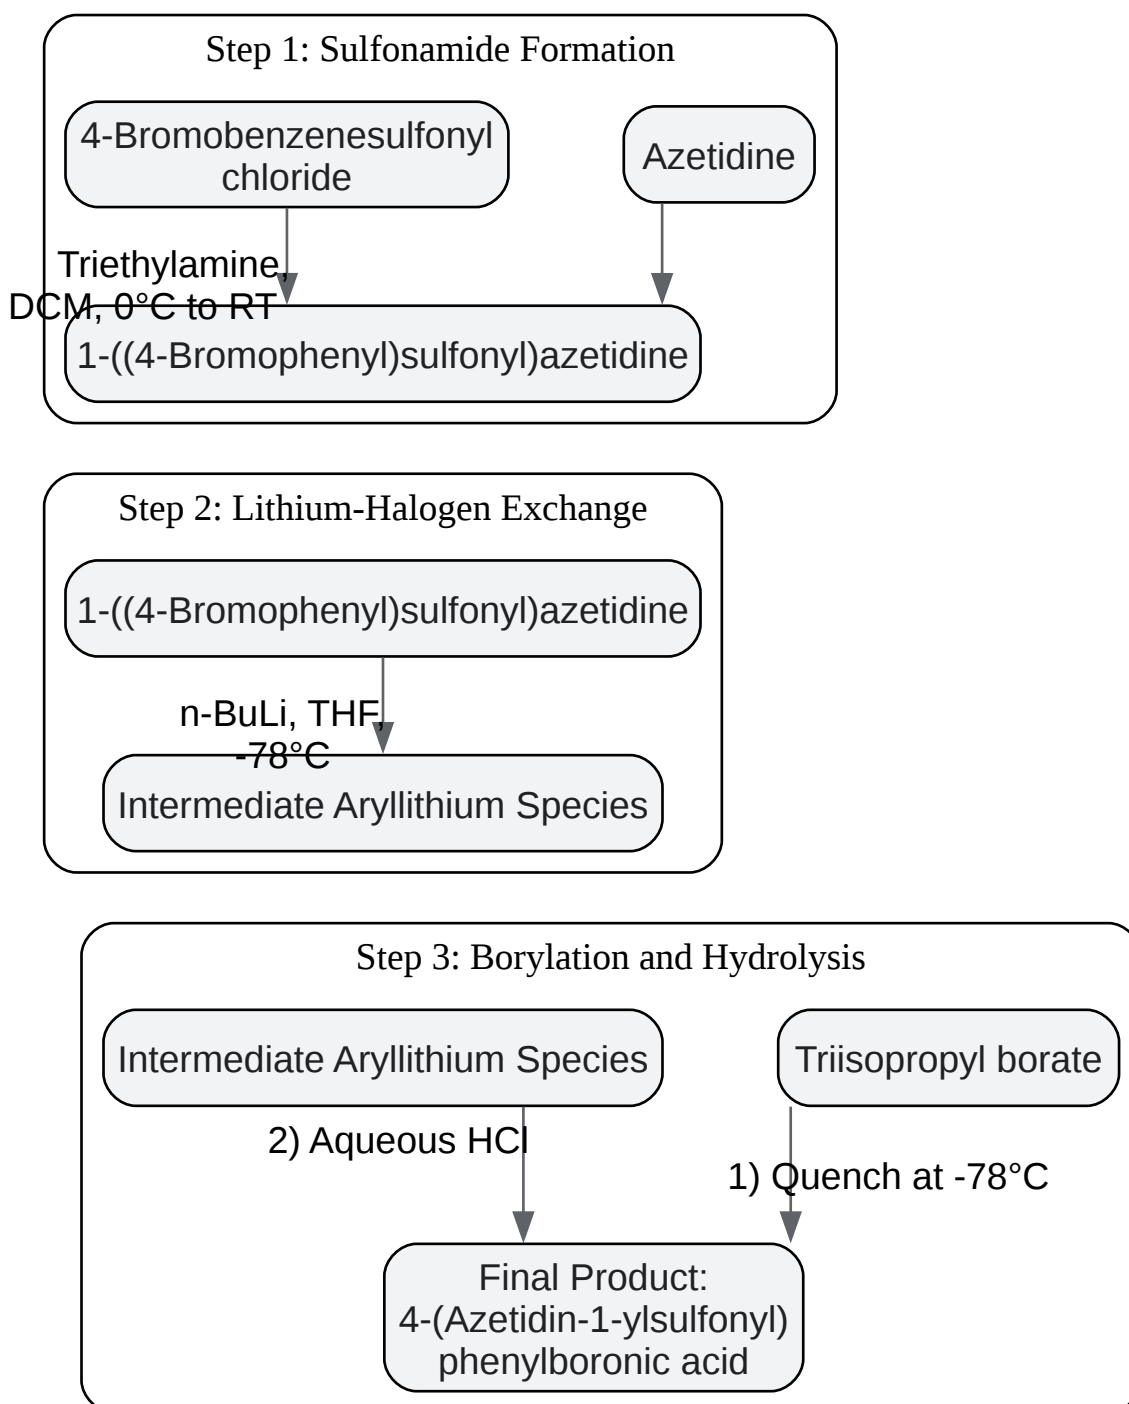 Step 1: Sulfonamide Formation
4-Bromobenzenesulfonyl
chloride
Azetidine
Triethylamine,
DCM, 0°C to RT
1-((4-Bromophenyl)sulfonyl)azetidine
Step 2: Lithium-Halogen Exchange
1-((4-Bromophenyl)sulfonyl)azetidine
n-BuLi, THF,
-78°C
Intermediate Aryllithium Species
Step 3: Borylation and Hydrolysis
Intermediate Aryllithium Species
Triisopropyl borate
2) Aqueous HCl
1) Quench at -78°C
Final Product:
4-(Azetidin-1-ylsulfonyl)
phenylboronic acid